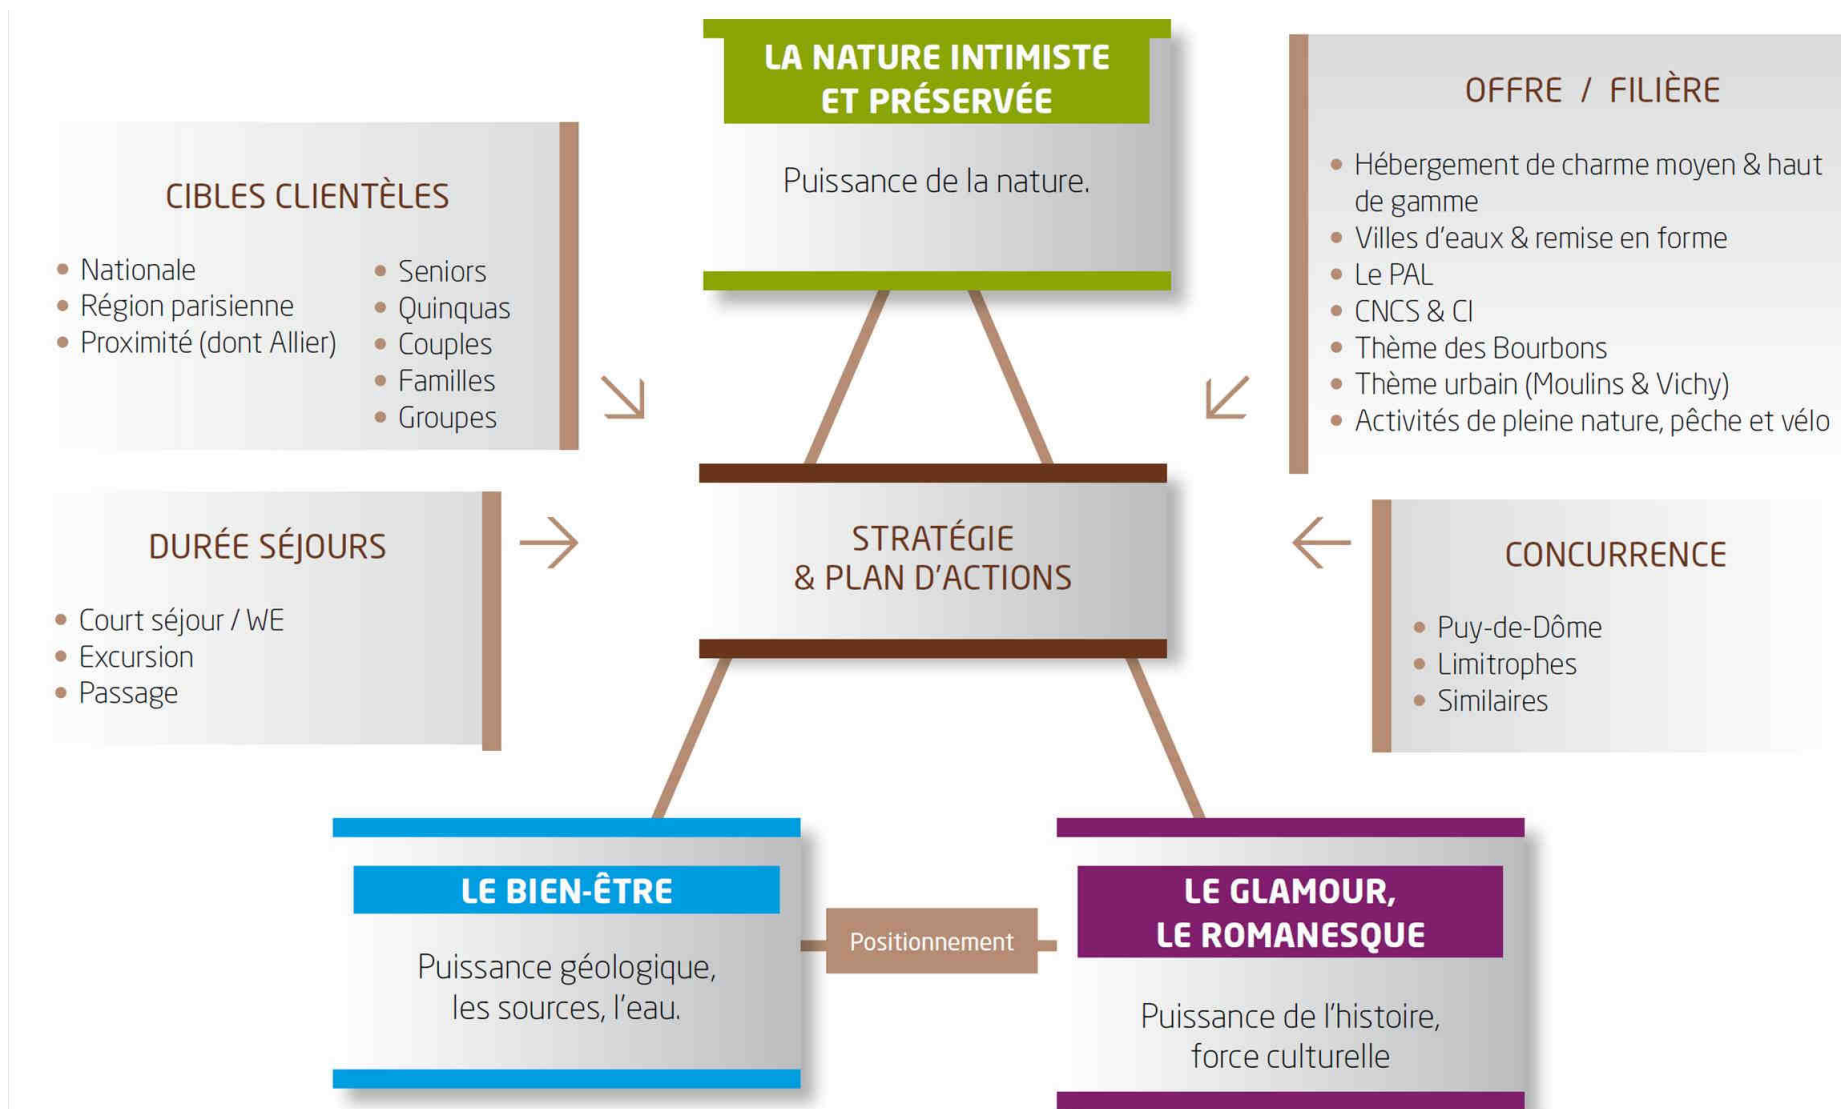 LA NATURE INTIMISTE
ET PRÉSERVÉE
Puissance de la nature.
CIBLES CLIENTÈLES
• Nationale
• Région parisienne
• Proximité (dont Allier)
• Seniors
• Quinquas
• Couples
• Familles
• Groupes
OFFRE / FILIÈRE
• Hébergement de charme moyen & haut
de gamme
• Villes d'eaux & remise en forme
• Le PAL
• CNCS & CI
• Thème des Bourbons
• Thème urbain (Moulins & Vichy)
• Activités de pleine nature, pêche et vélo
DURÉE SÉJOURS
• Court séjour / WE
• Excursion
• Passage
STRATÉGIE
& PLAN D'ACTIONS
CONCURRENCE
• Puy-de-Dôme
• Limitrophes
• Similaires
LE BIEN-ÊTRE
Puissance géologique,
les sources, l'eau.
Positionnement
LE GLAMOUR,
LE ROMANESQUE
Puissance de l'histoire,
force culturelle